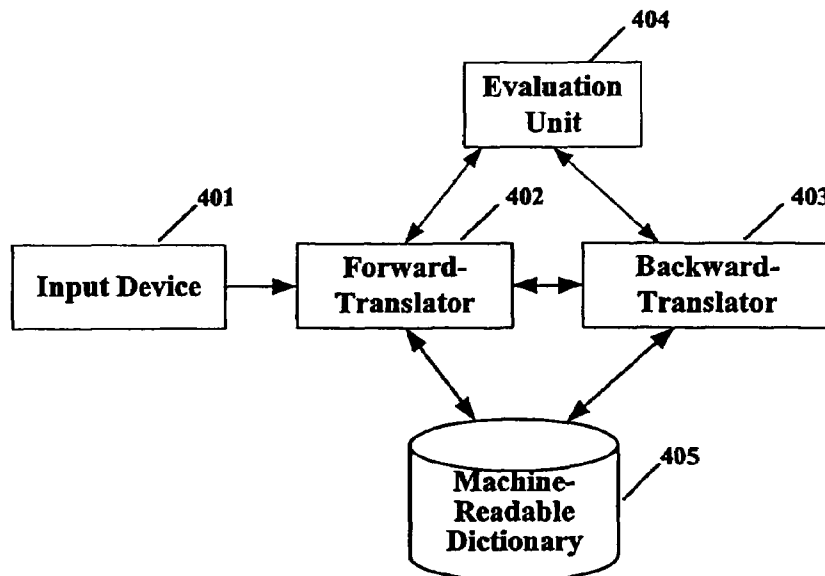 404
Evaluation
Unit
401
402
403
Input Device
Forward-
Translator
Backward-
Translator
405
Machine-
Readable
Dictionary